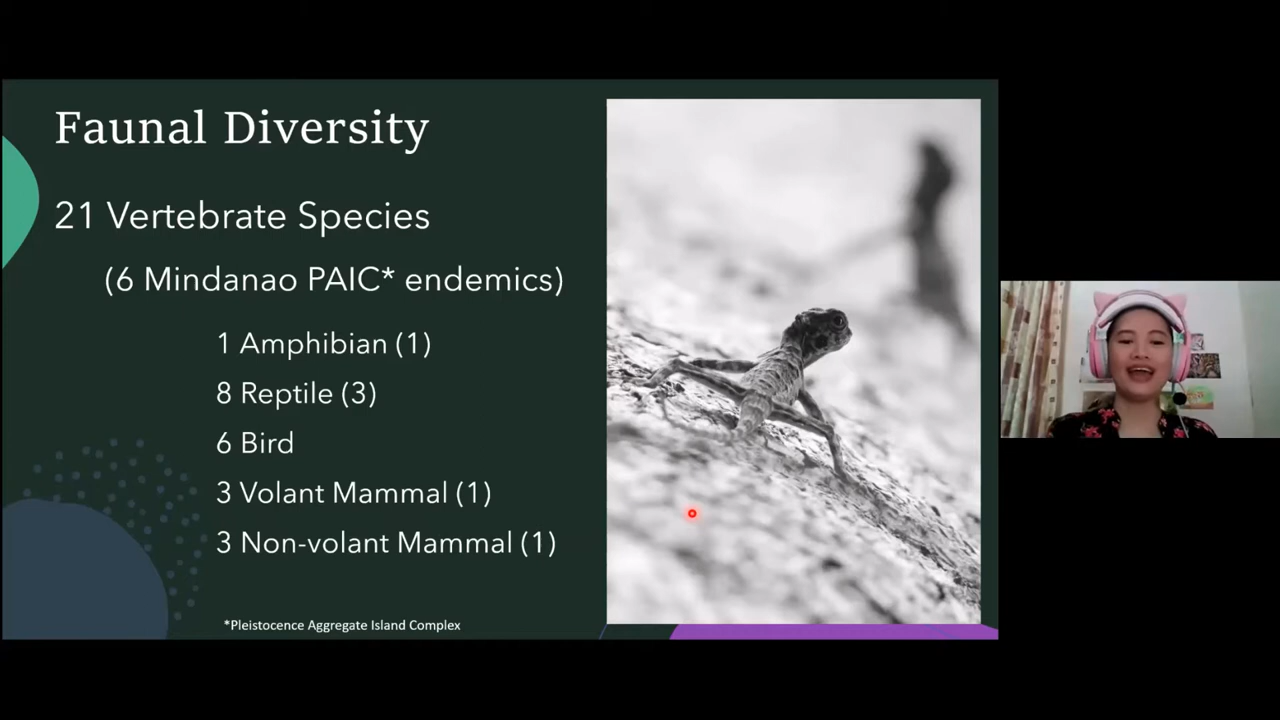 Faunal Diversity
21 Vertebrate Species
(6 Mindanao PAIC* endemics)
1 Amphibian (1)
8 Reptile (3)
6 Bird
3 Volant Mammal (1)
3 Non-volant Mammal (1)
*Pleistocence Aggregate Island Complex